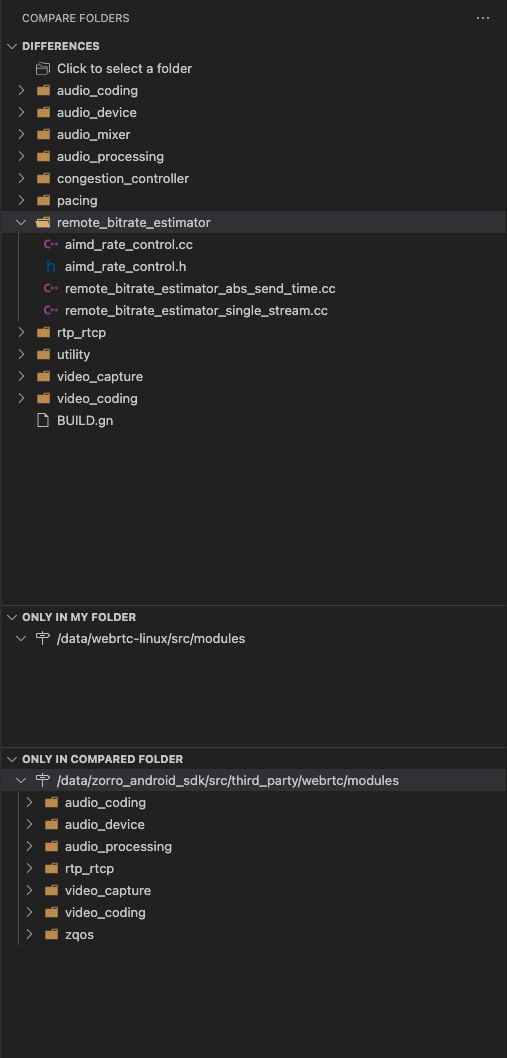 COMPARE FOLDERS
DIFFERENCES
Click to select a folder
audio_coding
audio_device
audio_mixer
audio_processing
congestion_controller
pacing
remote_bitrate_estimator
C++ aimd_rate_control.cc
h aimd_rate_control.h
C++ remote_bitrate_estimator_abs_send_time.cc
C++ remote_bitrate_estimator_single_stream.cc
rtp_rtcp
utility
video_capture
video_coding
BUILD.gn
ONLY IN MY FOLDER
/data/webrtc-linux/src/modules
ONLY IN COMPARED FOLDER
/data/zorro_android_sdk/src/third_party/webrtc/modules
audio_coding
audio_device
audio_processing
rtp_rtcp
video_capture
video_coding
zqos